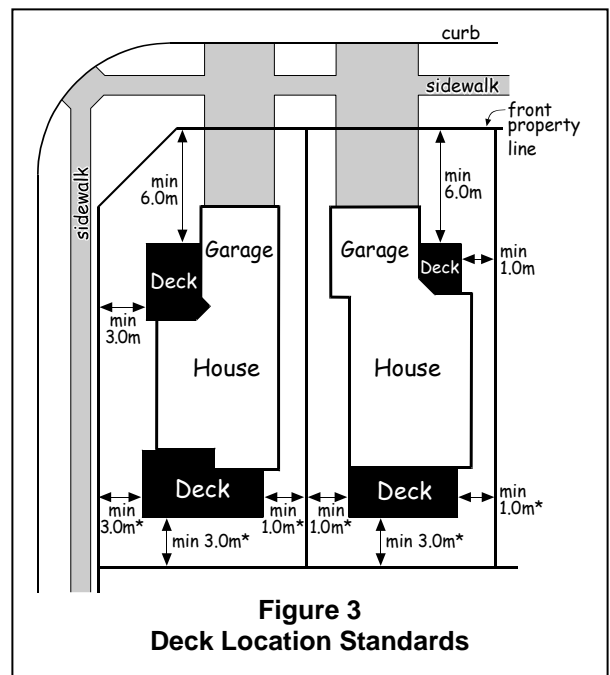 curb
sidewalk
front
property
line
sidewalk
min
6.0m
min
6.0m
Garage
Garage
min
1.0m
Deck
Deck
min
3.0m
House
House
Deck
Deck
min
3.0m*
min
1.0m*
min
1.0m*
min
1.0m*
min 3.0m*
min 3.0m*
Figure 3
Deck Location Standards